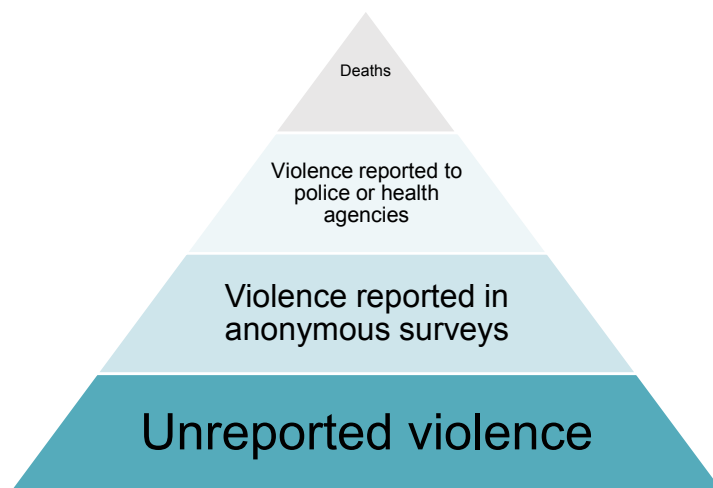 Deaths
Violence reported to
police or health
agencies
Violence reported in
anonymous surveys
Unreported violence